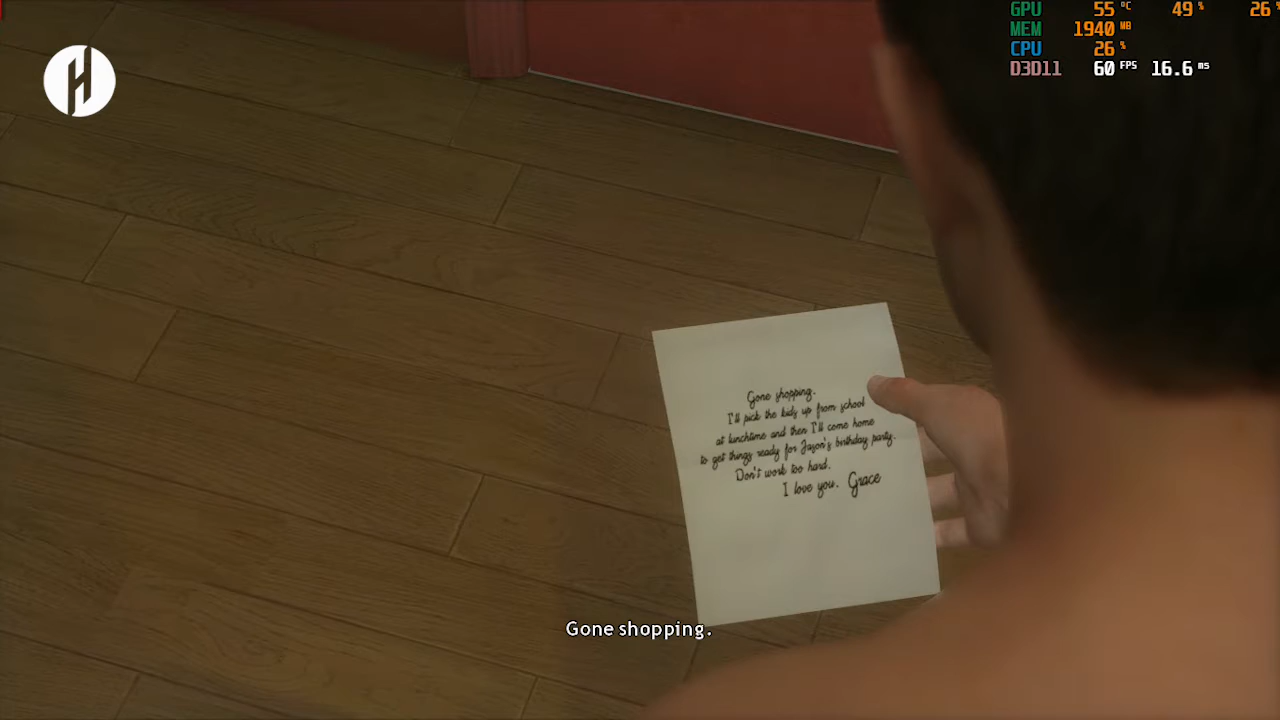 GPU 55 °C 49 % 26 %
MEM 1940 MB
CPU 26 %
D3D11 60 FPS 16.6 ms
Gone shopping.
I'll pick the kids up from school
at lunchtime and then I'll come home
to get things ready for Jason's birthday party.
Don't work too hard.
I love you. Grace
Gone shopping.